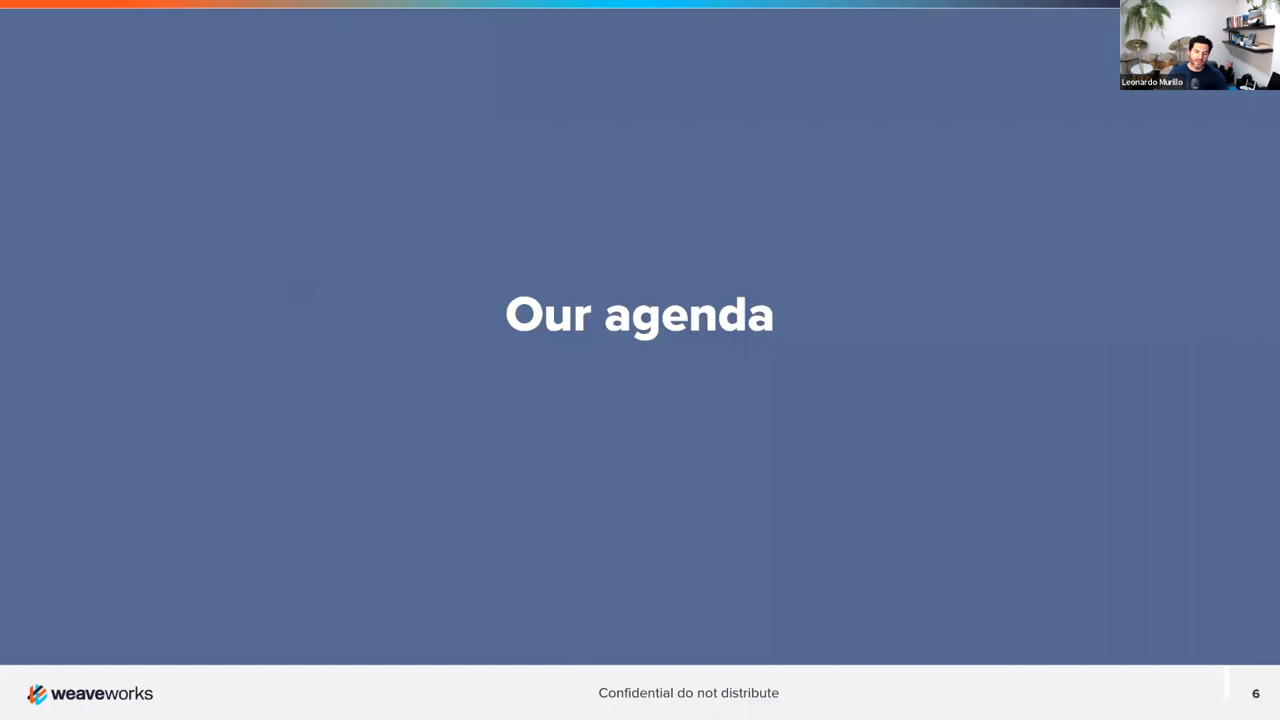 Leonardo Murillo
Our agenda
weaveworks
Confidential do not distribute
6